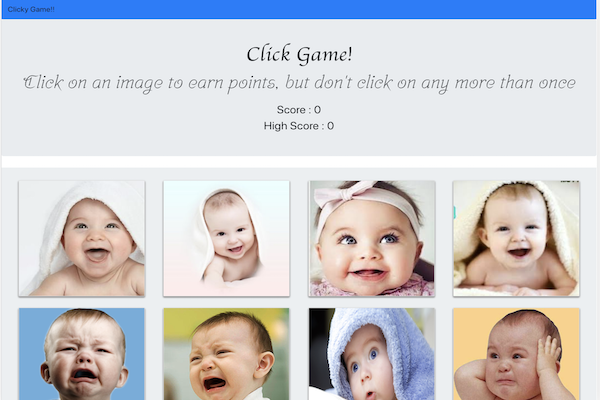 Clicky Game!!
Click Game!
Click on an image to earn points, but don't click on any more than once
Score : 0
High Score : 0